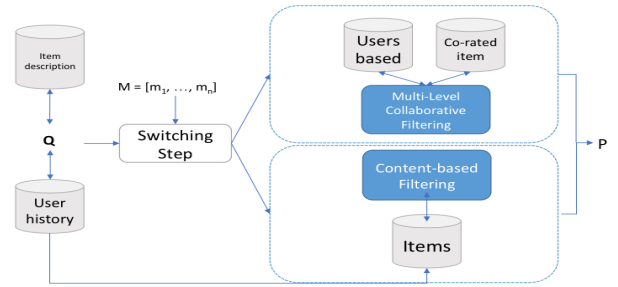 Item
description
Q
User
history
M = [m1, …, mn]
Switching
Step
Users
based
Co-rated
item
Multi-Level
Collaborative
Filtering
Content-based
Filtering
Items
P